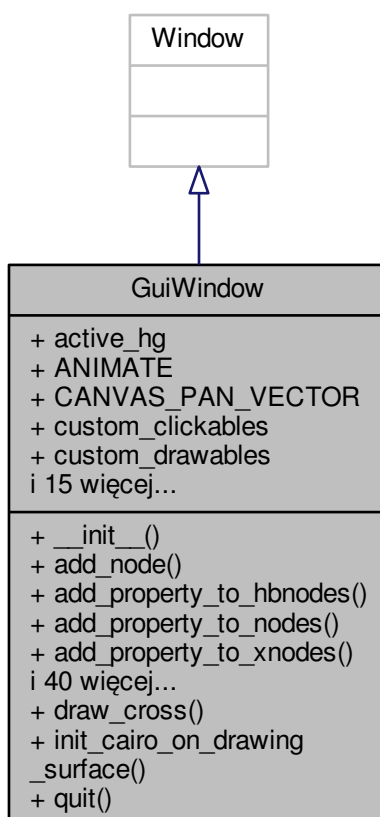 Window
GuiWindow
+ active_hg
+ ANIMATE
+ CANVAS_PAN_VECTOR
+ custom_clickables
+ custom_drawables
i 15 więcej...
+ __init__()
+ add_node()
+ add_property_to_hbnodes()
+ add_property_to_nodes()
+ add_property_to_xnodes()
i 40 więcej...
+ draw_cross()
+ init_cairo_on_drawing
_surface()
+ quit()